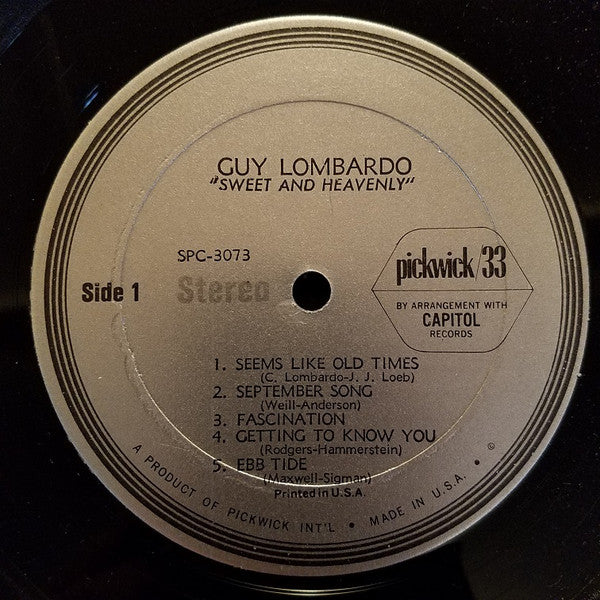 GUY LOMBARDO
"SWEET AND HEAVENLY"
SPC-3073
Side 1
Stereo
pickwick/33
BY ARRANGEMENT WITH
CAPITOL
RECORDS
1. SEEMS LIKE OLD TIMES
(C. Lombardo-J. J. Loeb)
2. SEPTEMBER SONG
(Weill-Anderson)
3. FASCINATION
4. GETTING TO KNOW YOU
(Rodgers-Hammerstein)
5. EBB TIDE
(Maxwell-Sigman)
Printed in U.S.A.
A PRODUCT OF PICKWICK INT'L • MADE IN U.S.A. •